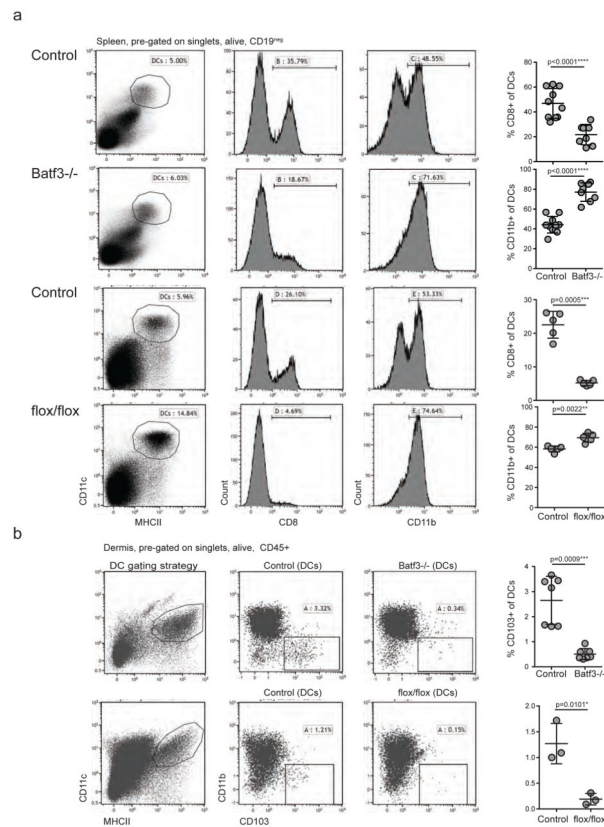 a
Spleen, pre-gated on singlets, alive, CD19ⁿᵉᵍ
Control
DCs : 5.00%
B : 35.79%
C : 48.55%
p<0.0001****
% CD8+ of DCs
Batf3-/-
DCs : 6.03%
B : 18.67%
C : 71.63%
p<0.0001****
% CD11b+ of DCs
Control Batf3-/-
Control
DCs : 5.96%
D : 26.10%
E : 53.33%
p=0.0005***
% CD8+ of DCs
flox/flox
DCs : 14.84%
D : 4.69%
E : 74.64%
p=0.0022**
% CD11b+ of DCs
Control flox/flox
CD11c
MHCII
Count
CD8
CD11b
b
Dermis, pre-gated on singlets, alive, CD45+
DC gating strategy
Control (DCs)
Batf3-/- (DCs)
A : 3.32%
A : 0.34%
p=0.0009***
% CD103+ of DCs
Control Batf3-/-
Control (DCs)
flox/flox (DCs)
A : 1.21%
A : 0.15%
p=0.0101*
Control flox/flox
CD11c
MHCII
CD11b
CD103